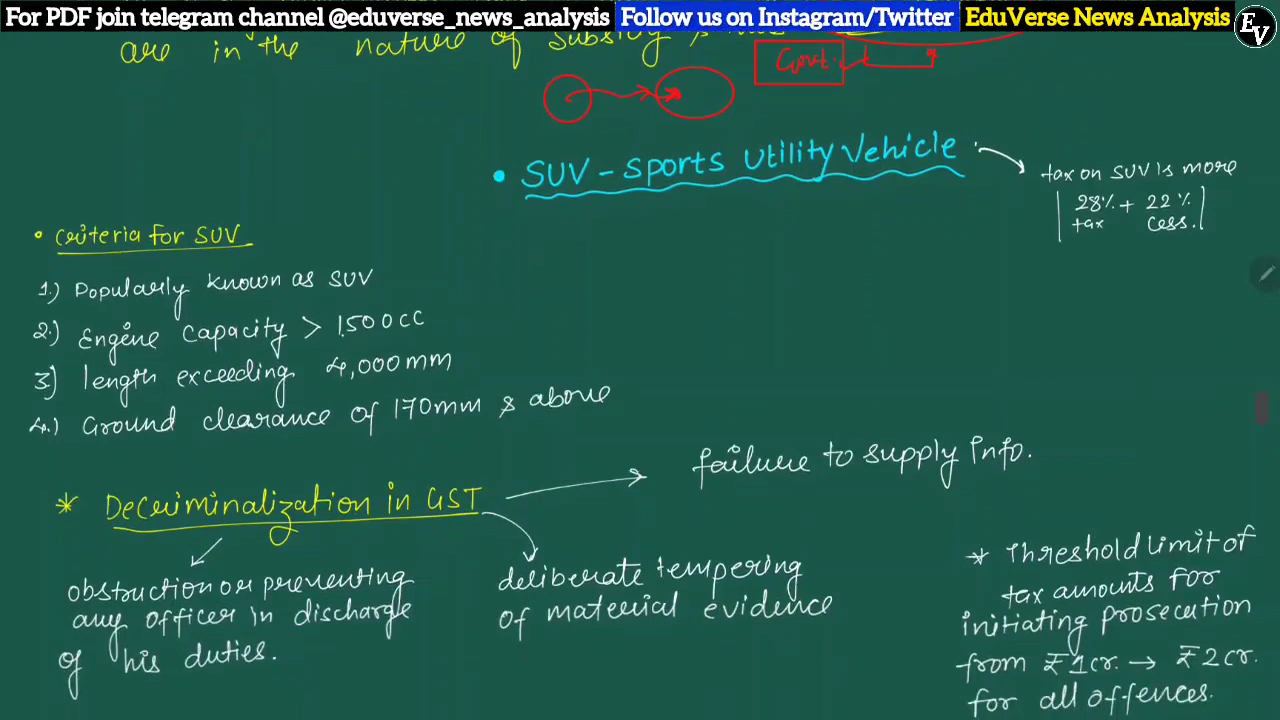 For PDF join telegram channel @eduverse_news_analysis Follow us on Instagram/Twitter EduVerse News Analysis
EV
are in the nature of subsidy
Govt.
• SUV - Sports Utility Vehicle
tax on SUV is more
28% + 22%
tax cess.
• Criteria for SUV
1.) Popularly known as SUV
2.) Engine Capacity > 1500cc
3) length exceeding 4,000mm
4.) Ground clearance of 170mm & above
failure to supply Info.
* Decriminalization in GST
obstruction or preventing
any officer in discharge
of his duties.
deliberate tempering
of material evidence
* Threshold limit of
tax amounts for
initiating prosecution
from ₹1cr. → ₹2cr.
for all offences.